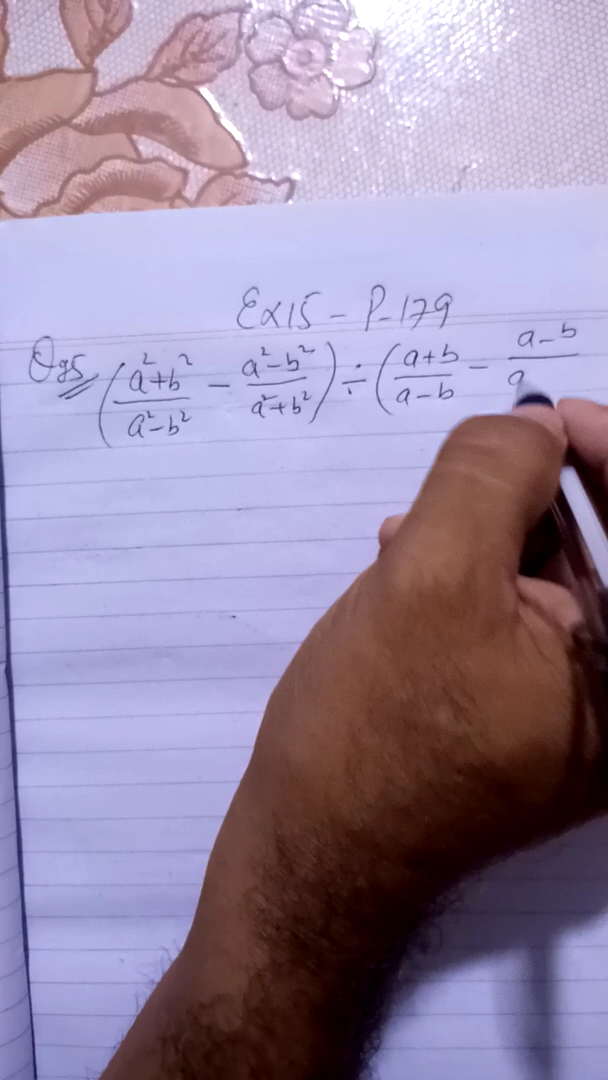 Ex15 - P-179
Q95 ((a²+b²)/(a²-b²) - (a²-b²)/(a²+b²)) ÷ ((a+b)/(a-b) - (a-b)/a